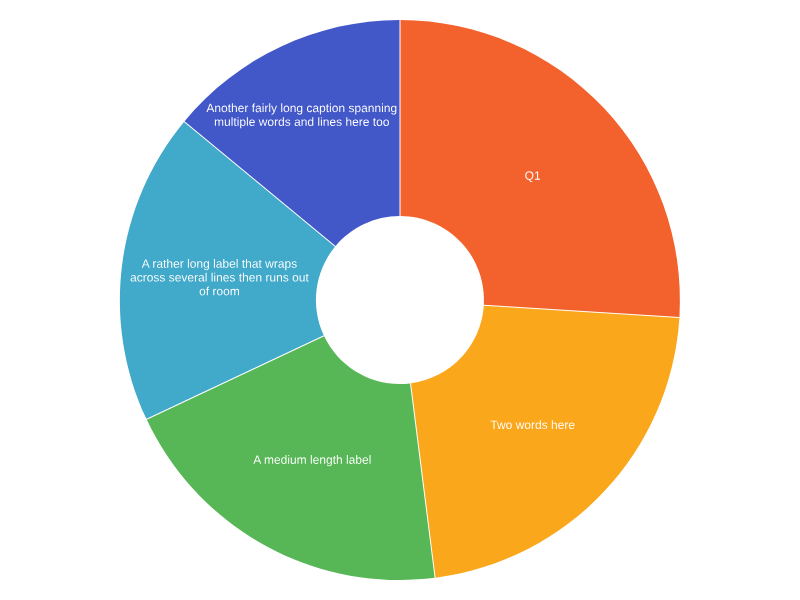 Another fairly long caption spanning
multiple words and lines here too
Q1
A rather long label that wraps
across several lines then runs out
of room
Two words here
A medium length label